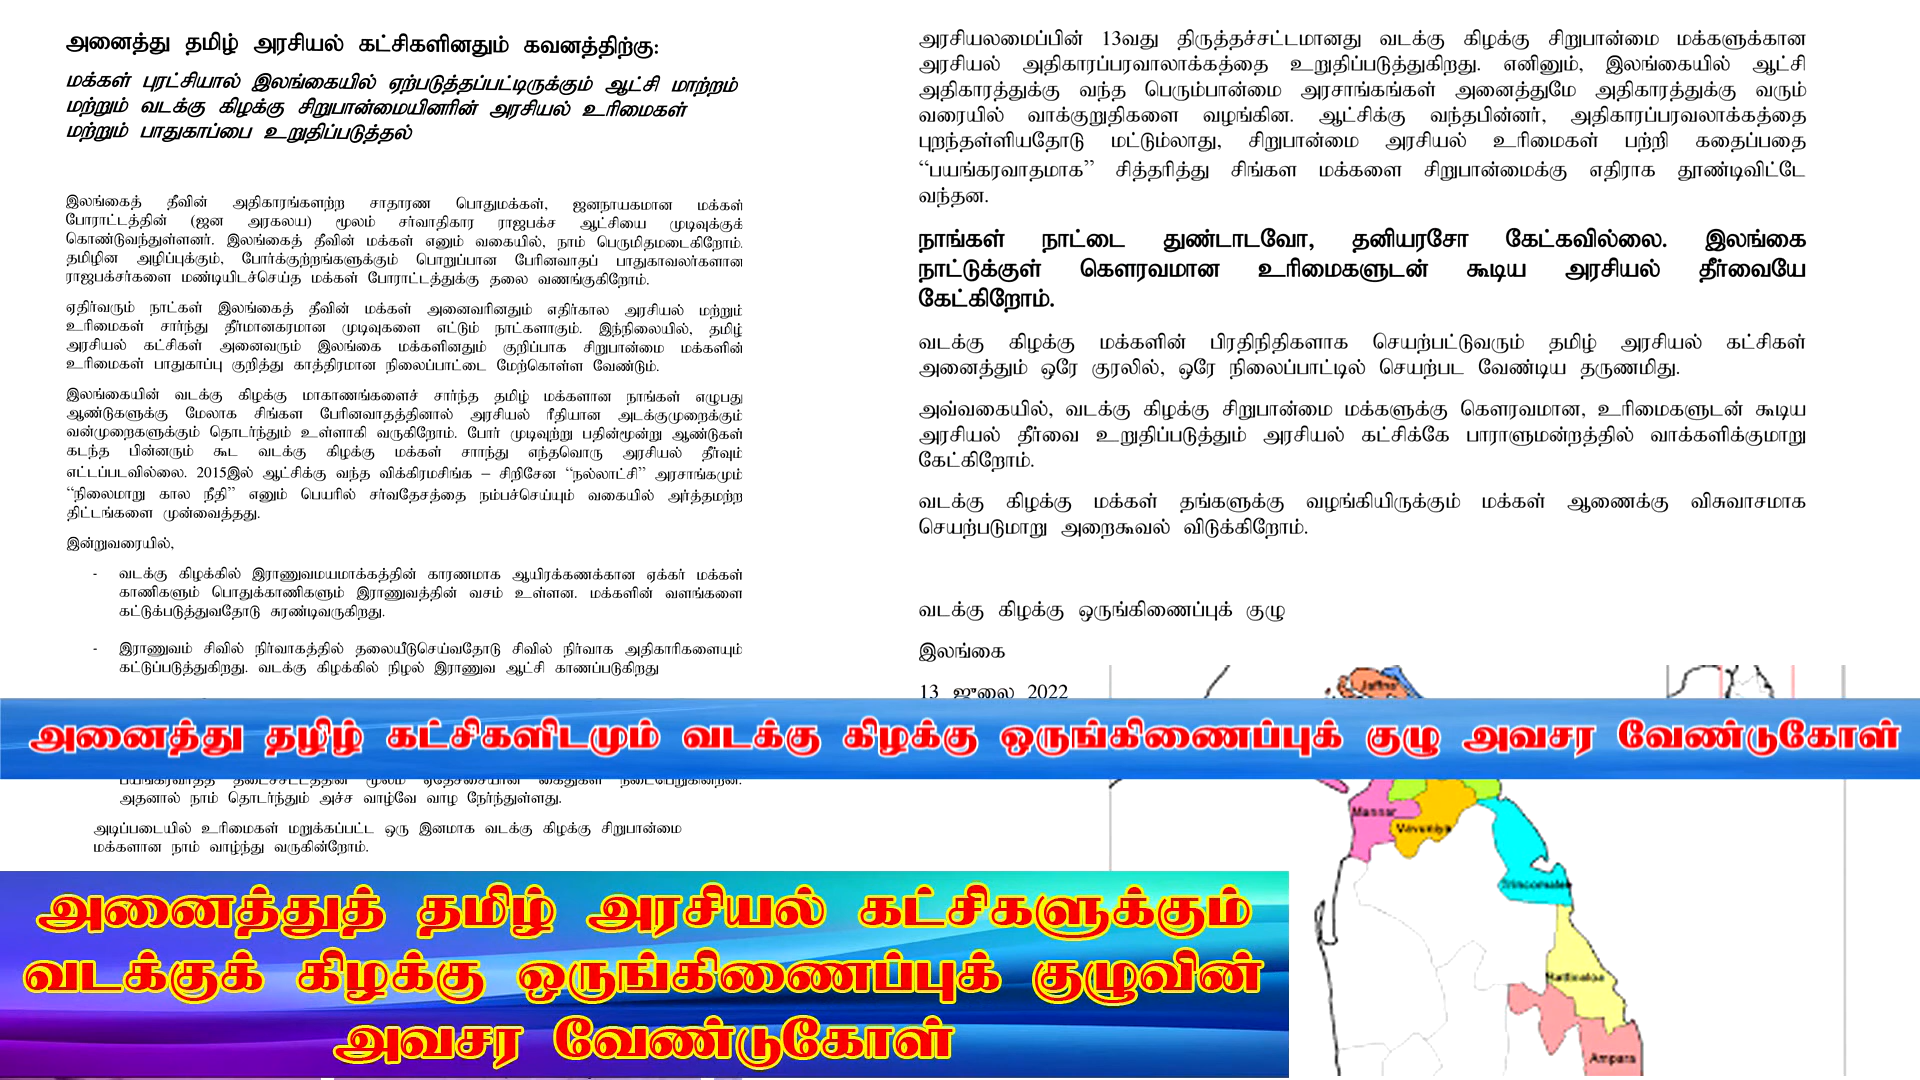 அனைத்து தமிழ் அரசியல் கட்சிகளினதும் கவனத்திற்கு:
மக்கள் புரட்சியால் இலங்கையில் ஏற்படுத்தப்பட்டிருக்கும் ஆட்சி மாற்றம்
மற்றும் வடக்கு கிழக்கு சிறுபான்மையினரின் அரசியல் உரிமைகள்
மற்றும் பாதுகாப்பை உறுதிப்படுத்தல்
இலங்கைத் தீவின் அதிகாரங்களற்ற சாதாரண பொதுமக்கள், ஜனநாயகமான மக்கள்
போராட்டத்தின் (ஜன அரகலய) மூலம் சர்வாதிகார ராஜபக்ச ஆட்சியை முடிவுக்குக்
கொண்டுவந்துள்ளனர். இலங்கைத் தீவின் மக்கள் எனும் வகையில், நாம் பெருமிதமடைகிறோம்.
தமிழின அழிப்புக்கும், போர்க்குற்றங்களுக்கும் பொறுப்பான பேரினவாதப் பாதுகாவலர்களான
ராஜபக்சர்களை மண்டியிடச்செய்த மக்கள் போராட்டத்துக்கு தலை வணங்குகிறோம்.
ஏதிர்வரும் நாட்கள் இலங்கைத் தீவின் மக்கள் அனைவரினதும் எதிர்கால அரசியல் மற்றும்
உரிமைகள் சார்ந்து தீர்மானகரமான முடிவுகளை எட்டும் நாட்களாகும். இந்நிலையில், தமிழ்
அரசியல் கட்சிகள் அனைவரும் இலங்கை மக்களினதும் குறிப்பாக சிறுபான்மை மக்களின்
உரிமைகள் பாதுகாப்பு குறித்து காத்திரமான நிலைப்பாட்டை மேற்கொள்ள வேண்டும்.
இலங்கையின் வடக்கு கிழக்கு மாகாணங்களைச் சார்ந்த தமிழ் மக்களான நாங்கள் எழுபது
ஆண்டுகளுக்கு மேலாக சிங்கள பேரினவாதத்தினால் அரசியல் ரீதியான அடக்குமுறைக்கும்
வன்முறைகளுக்கும் தொடர்ந்தும் உள்ளாகி வருகிறோம். போர் முடிவுற்று பதின்மூன்று ஆண்டுகள்
கடந்த பின்னரும் கூட வடக்கு கிழக்கு மக்கள் சாாந்து எந்தவொரு அரசியல் தீர்வும்
எட்டப்படவில்லை. 2015இல் ஆட்சிக்கு வந்த விக்கிரமசிங்க – சிறிசேன “நல்லாட்சி” அரசாங்கமும்
“நிலைமாறு கால நீதி” எனும் பெயரில் சர்வதேசத்தை நம்பச்செய்யும் வகையில் அர்த்தமற்ற
திட்டங்களை முன்வைத்தது.
இன்றுவரையில்,
- வடக்கு கிழக்கில் இராணுவமயமாக்கத்தின் காரணமாக ஆயிரக்கணக்கான ஏக்கர் மக்கள்
காணிகளும் பொதுக்காணிகளும் இராணுவத்தின் வசம் உள்ளன. மக்களின் வளங்களை
கட்டுக்படுத்துவதோடு சுரண்டிவருகிறது.
- இராணுவம் சிவில் நிர்வாகத்தில் தலையீடுசெய்வதோடு சிவில் நிர்வாக அதிகாரிகளையும்
கட்டுப்படுத்துகிறது. வடக்கு கிழக்கில் நிழல் இராணுவ ஆட்சி காணப்படுகிறது
அதனால் நாம் தொடர்ந்தும் அச்ச வாழ்வே வாழ நேர்ந்துள்ளது.
அடிப்படையில் உரிமைகள் மறுக்கப்பட்ட ஒரு இனமாக வடக்கு கிழக்கு சிறுபான்மை
மக்களான நாம் வாழ்ந்து வருகின்றோம்.
அரசியலமைப்பின் 13வது திருத்தச்சட்டமானது வடக்கு கிழக்கு சிறுபான்மை மக்களுக்கான
அரசியல் அதிகாரப்பரவாலாக்கத்தை உறுதிப்படுத்துகிறது. எனினும், இலங்கையில் ஆட்சி
அதிகாரத்துக்கு வந்த பெரும்பான்மை அரசாங்கங்கள் அனைத்துமே அதிகாரத்துக்கு வரும்
வரையில் வாக்குறுதிகளை வழங்கின. ஆட்சிக்கு வந்தபின்னர், அதிகாரப்பரவலாக்கத்தை
புறந்தள்ளியதோடு மட்டும்லாது, சிறுபான்மை அரசியல் உரிமைகள் பற்றி கதைப்பதை
“பயங்கரவாதமாக” சித்தரித்து சிங்கள மக்களை சிறுபான்மைக்கு எதிராக தூண்டிவிட்டே
வந்தன.
நாங்கள் நாட்டை துண்டாடவோ, தனியரசோ கேட்கவில்லை. இலங்கை
நாட்டுக்குள் கௌரவமான உரிமைகளுடன் கூடிய அரசியல் தீர்வையே
கேட்கிறோம்.
வடக்கு கிழக்கு மக்களின் பிரதிநிதிகளாக செயற்பட்டுவரும் தமிழ் அரசியல் கட்சிகள்
அனைத்தும் ஒரே குரலில், ஒரே நிலைப்பாட்டில் செயற்பட வேண்டிய தருணமிது.
அவ்வகையில், வடக்கு கிழக்கு சிறுபான்மை மக்களுக்கு கௌரவமான, உரிமைகளுடன் கூடிய
அரசியல் தீர்வை உறுதிப்படுத்தும் அரசியல் கட்சிக்கே பாராளுமன்றத்தில் வாக்களிக்குமாறு
கேட்கிறோம்.
வடக்கு கிழக்கு மக்கள் தங்களுக்கு வழங்கியிருக்கும் மக்கள் ஆணைக்கு விசுவாசமாக
செயற்படுமாறு அறைகூவல் விடுக்கிறோம்.
வடக்கு கிழக்கு ஒருங்கிணைப்புக் குழு
இலங்கை
13 ஜுலை 2022
அனைத்து தமிழ் கட்சிகளிடமும் வடக்கு கிழக்கு ஒருங்கிணைப்புக் குழு அவசர வேண்டுகோள்
அனைத்துத் தமிழ் அரசியல் கட்சிகளுக்கும்
வடக்குக் கிழக்கு ஒருங்கிணைப்புக் குழுவின்
அவசர வேண்டுகோள்
Jaffna
Mannar
Vavuniya
Trincomalee
Batticaloa
Ampara